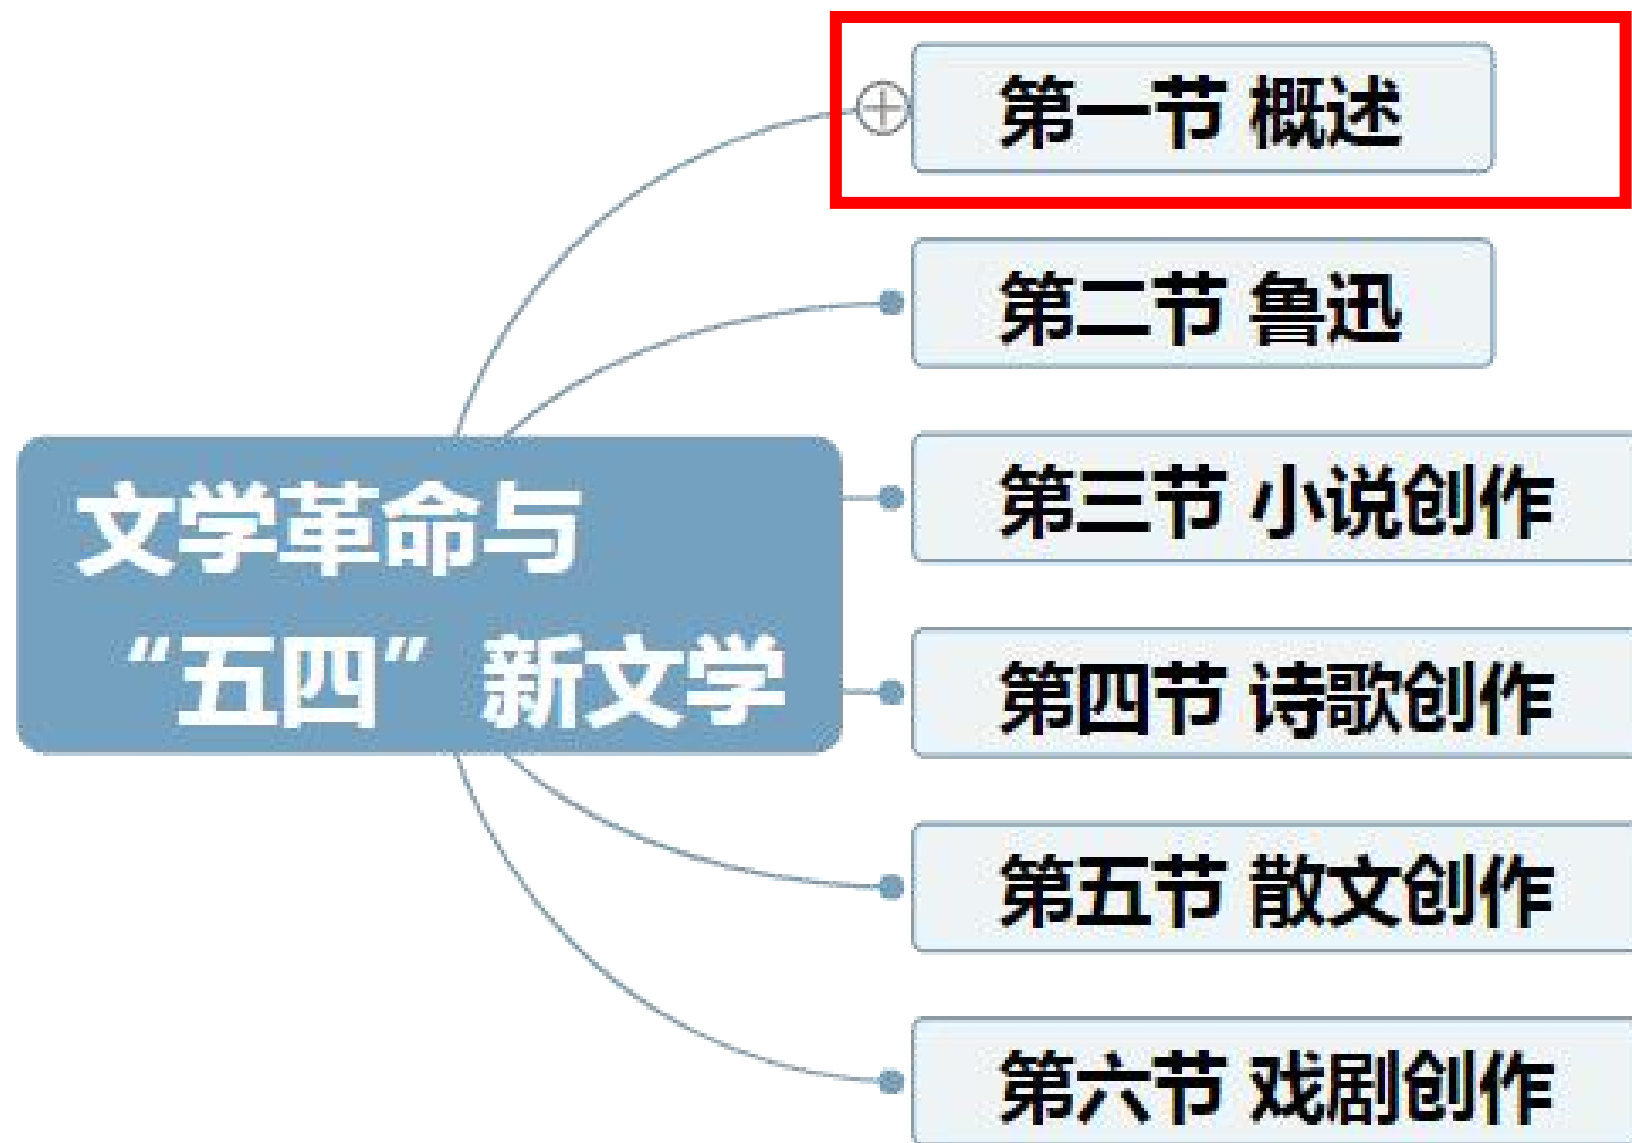 文学革命与
“五四”新文学
第一节 概述
第二节 鲁迅
第三节 小说创作
第四节 诗歌创作
第五节 散文创作
第六节 戏剧创作